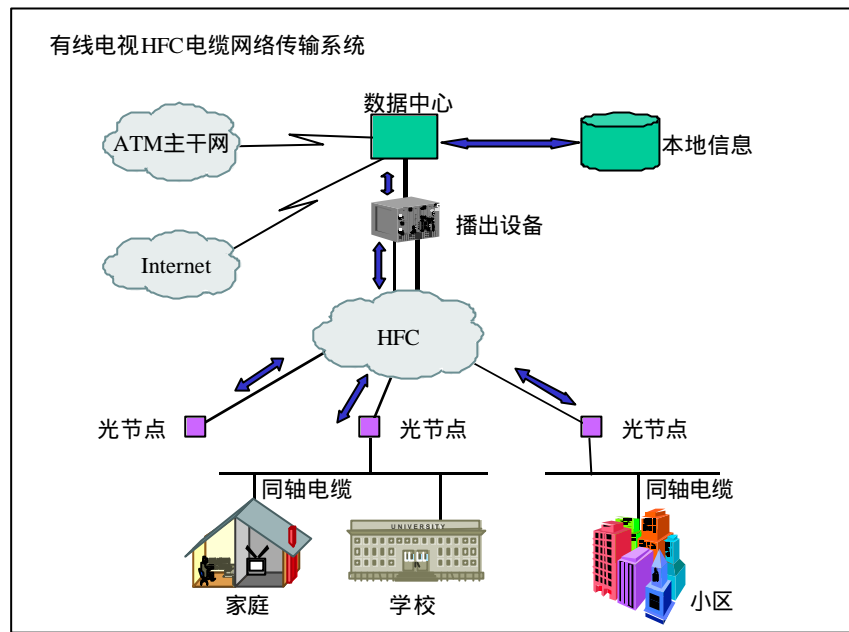 有线电视HFC电缆网络传输系统
数据中心
ATM主干网
本地信息
播出设备
Internet
HFC
光节点
光节点
光节点
同轴电缆
同轴电缆
UNIVERSITY
家庭
学校
小区